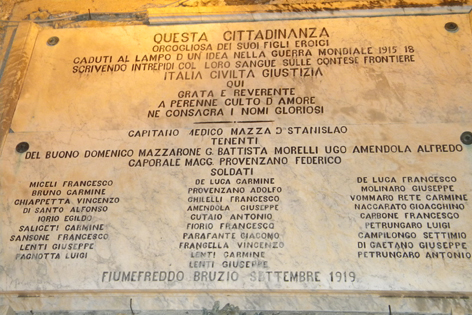 QUESTA CITTADINANZA
ORCOGLIOSA DEI SUOI FIGLI EROICI
CADUTI AL LAMPO D'UN IDEA NELLA GUERRA MONDIALE 1915 18
SCRIVENDO INTREPIDI COL LORO SANGUE SULLE CONTESE FRONTIERE
ITALIA CIVILTA GIUSTIZIA
QUI
GRATA E REVERENTE
A PERENNE CULTO D'AMORE
NE CONSACRA I NOMI GLORIOSI
CAPITANO MEDICO MAZZA D'STANISLAO
TENENTI
DEL BUONO DOMENICO MAZZARONE G. BATTISTA MORELLI UGO AMENDOLA ALFREDO
CAPORALE MAGG. PROVENZANO FEDERICO
SOLDATI
MICELI FRANCESCO
BRUNO CARMINE
CHIAPPETTA VINCENZO
DI SANTO ALFONSO
IORIO EGILDO
SALICETI CARMINE
SANSONE FRANCESCO
LENTI GIUSEPPE
PAGNOTTA LUIGI
DE LUCA CARMINE
PROVENZANO ADOLFO
GHILELLI FRANCESCO
AMENDOLA GIUSEPPE
CUTAIO ANTONIO
FIORIO FRANCESCO
PARAFANTE GIACOMO
FRANGELLA VINCENZO
LENTI CARMINE
LENTI GIUSEPPE
DE LUCA FRANCESCO
MOLINARO GIUSEPPE
VOMMARO RETE CARMINE
NACCARATO GIOACCHINO
CARBONE FRANCESCO
PETRUNGARO LUIGI
CAMPILONGO SETTIMIO
DI GAETANO GIUSEPPE
PETRUNGARO ANTONIO
FIUMEFREDDO BRUZIO SETTEMBRE 1919